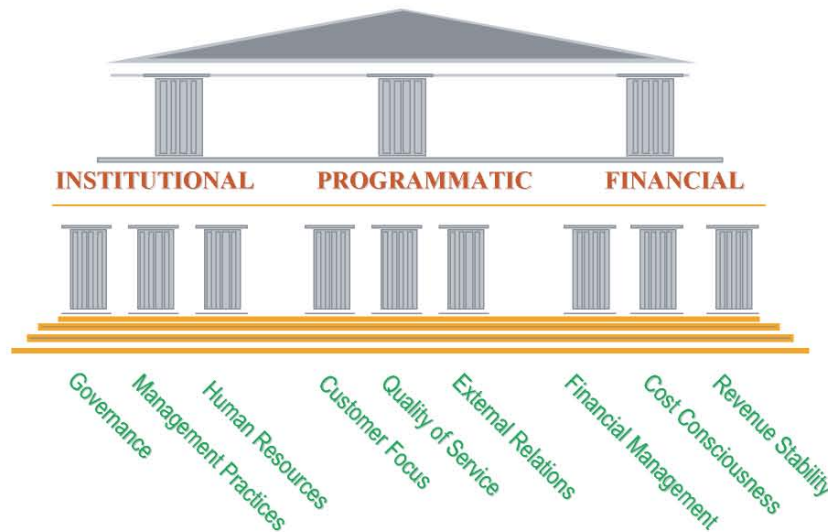 INSTITUTIONAL PROGRAMMATIC FINANCIAL
Governance
Management Practices
Human Resources
Customer Focus
Quality of Service
External Relations
Financial Management
Cost Consciousness
Revenue Stability